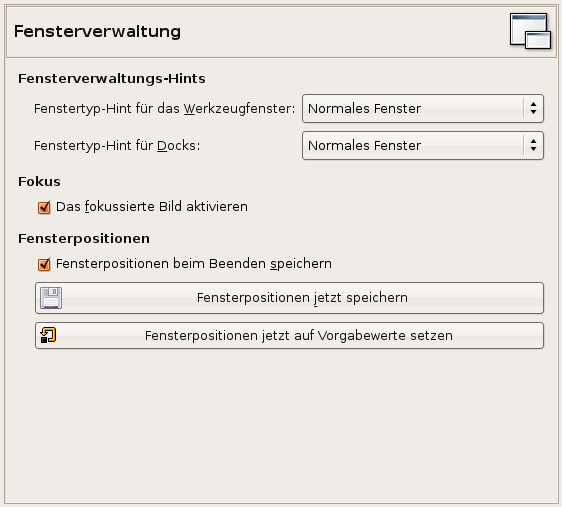 Fensterverwaltung
Fensterverwaltungs-Hints
Fenstertyp-Hint für das Werkzeugfenster: Normales Fenster
Fenstertyp-Hint für Docks: Normales Fenster
Fokus
Das fokussierte Bild aktivieren
Fensterpositionen
Fensterpositionen beim Beenden speichern
Fensterpositionen jetzt speichern
Fensterpositionen jetzt auf Vorgabewerte setzen